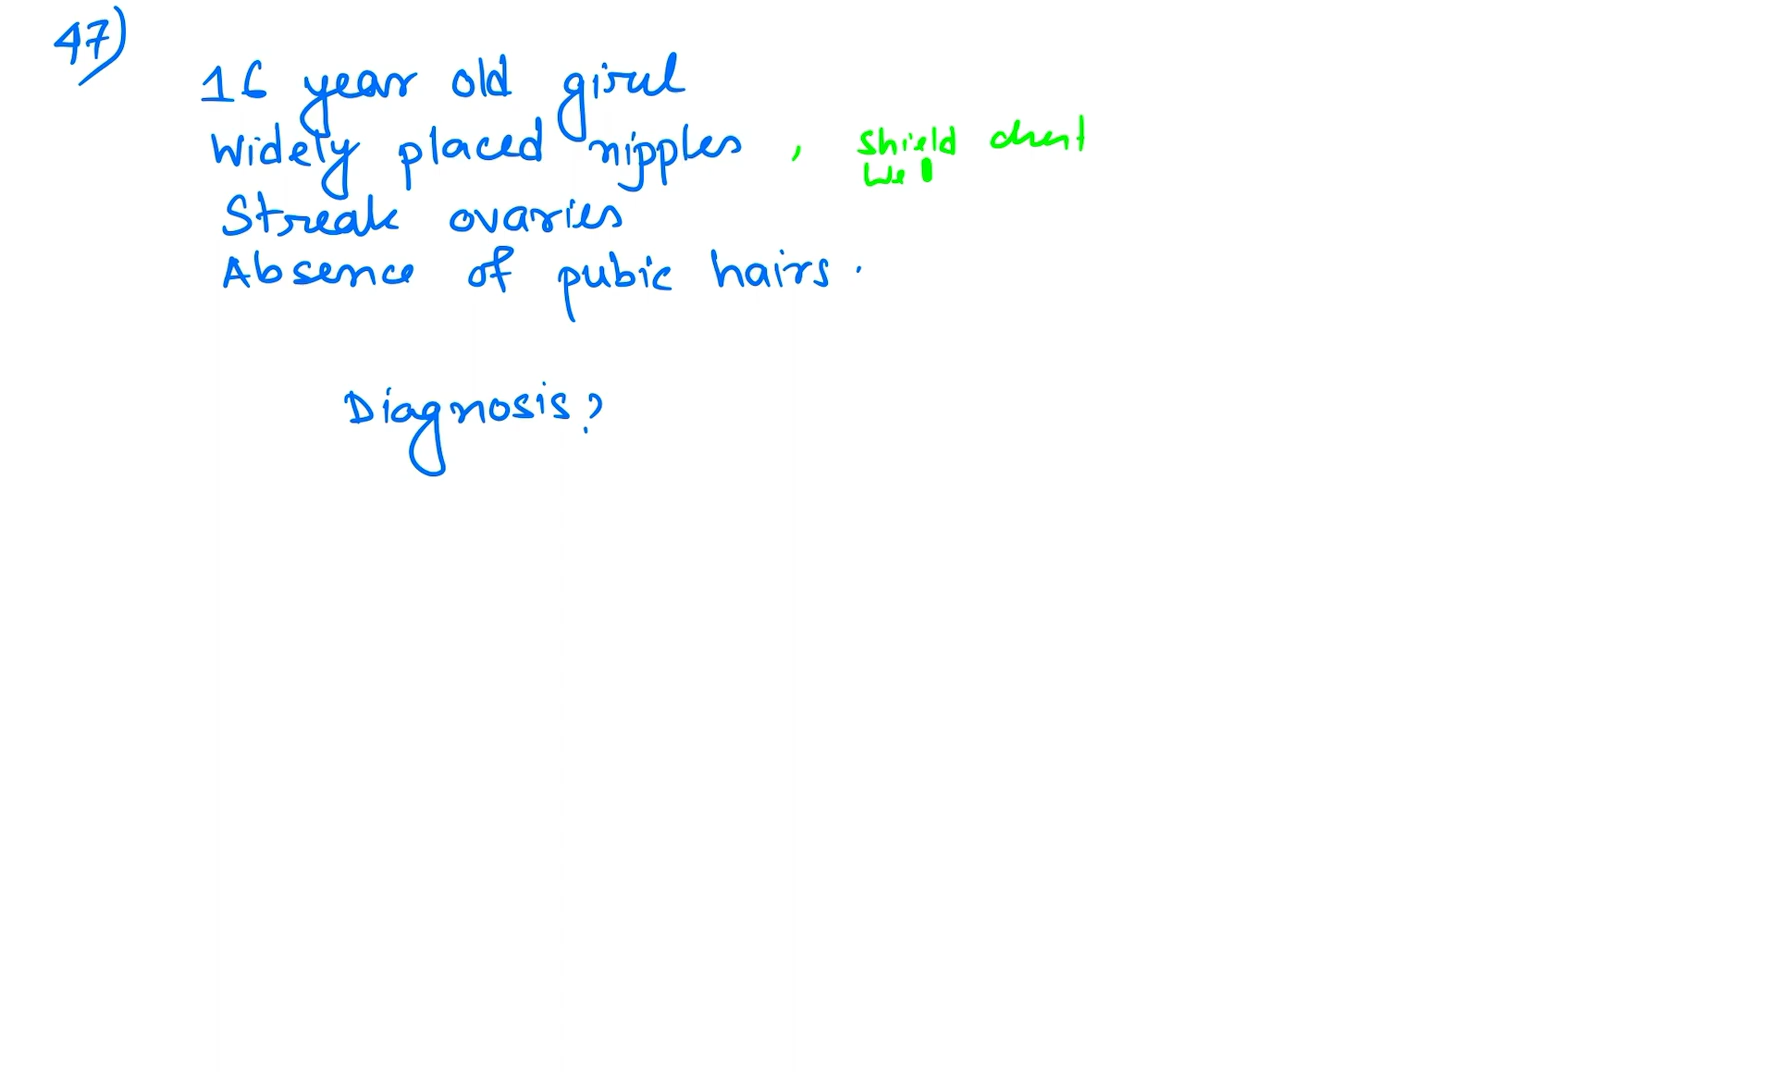 47)
16 year old girl
Widely placed nipples , shield chest
Streak ovaries
Absence of pubic hairs.
Diagnosis?